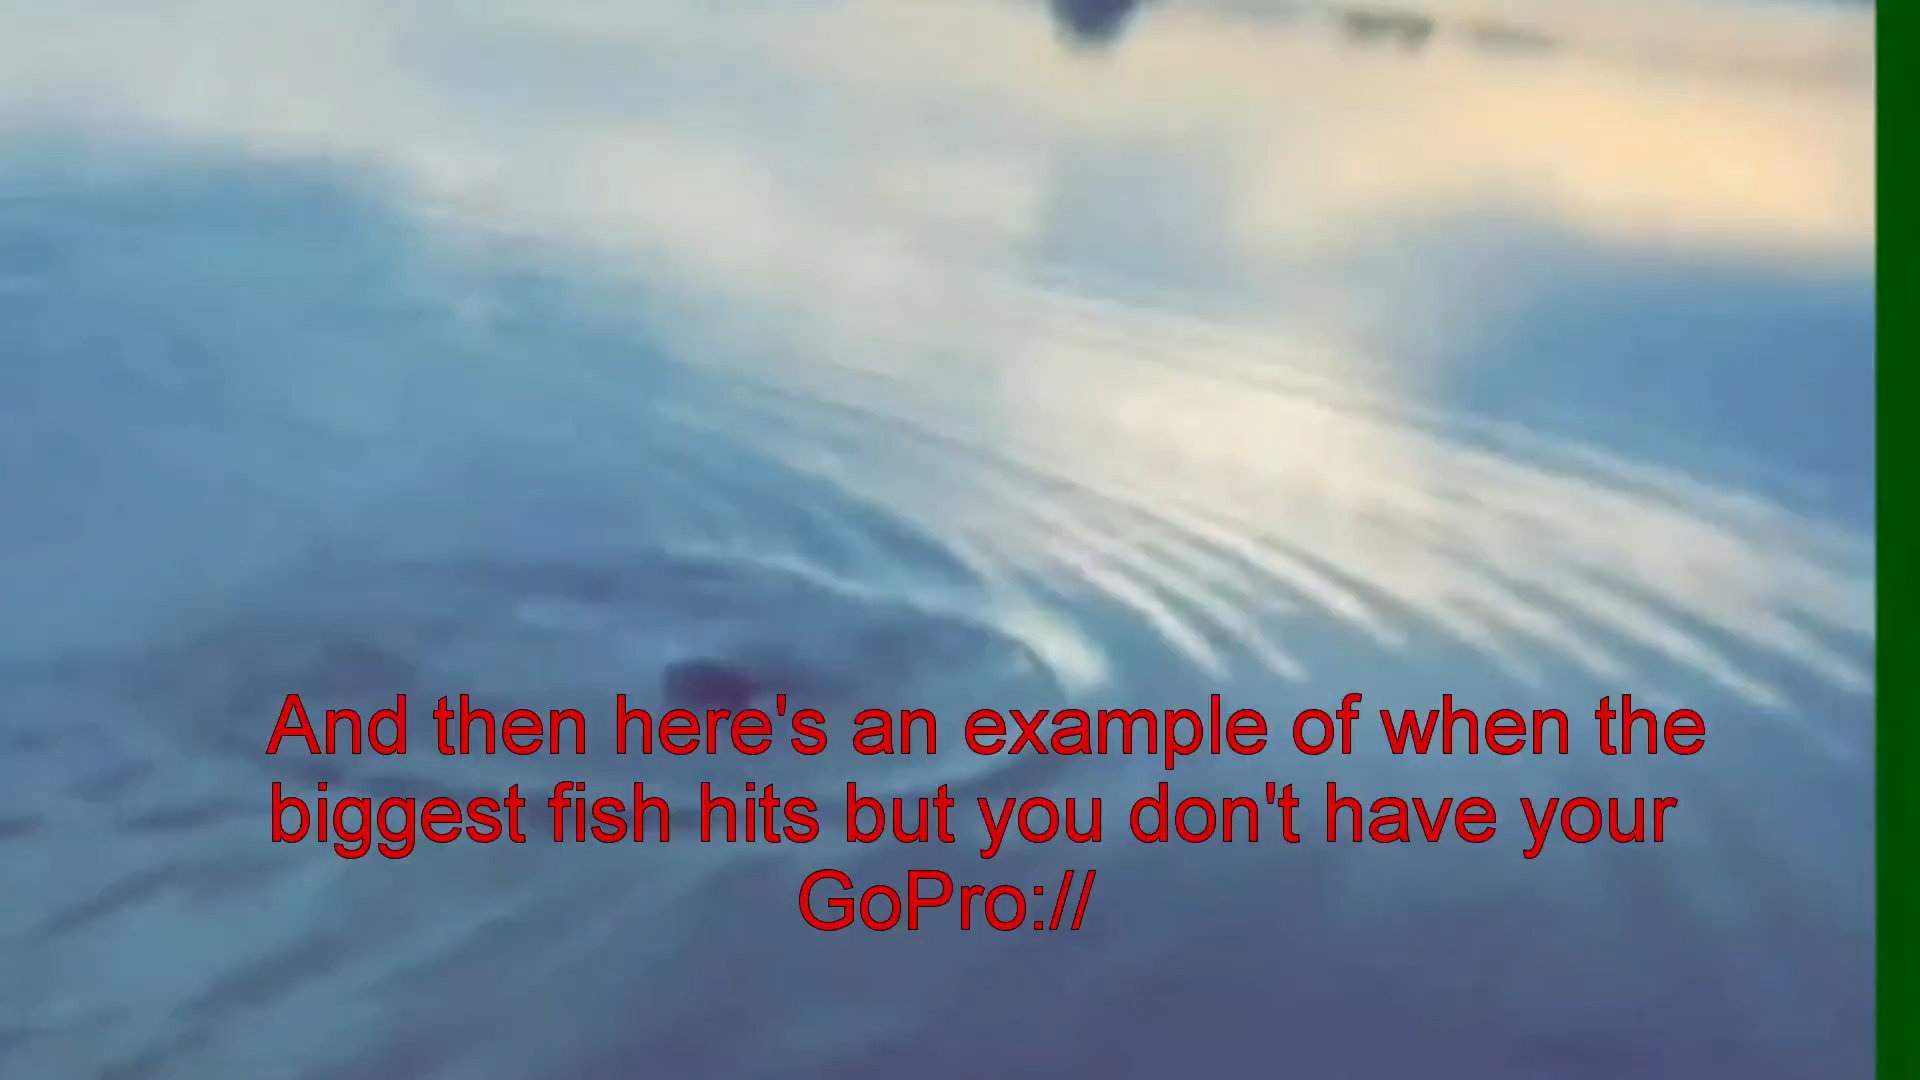 And then here's an example of when the
biggest fish hits but you don't have your
GoPro://